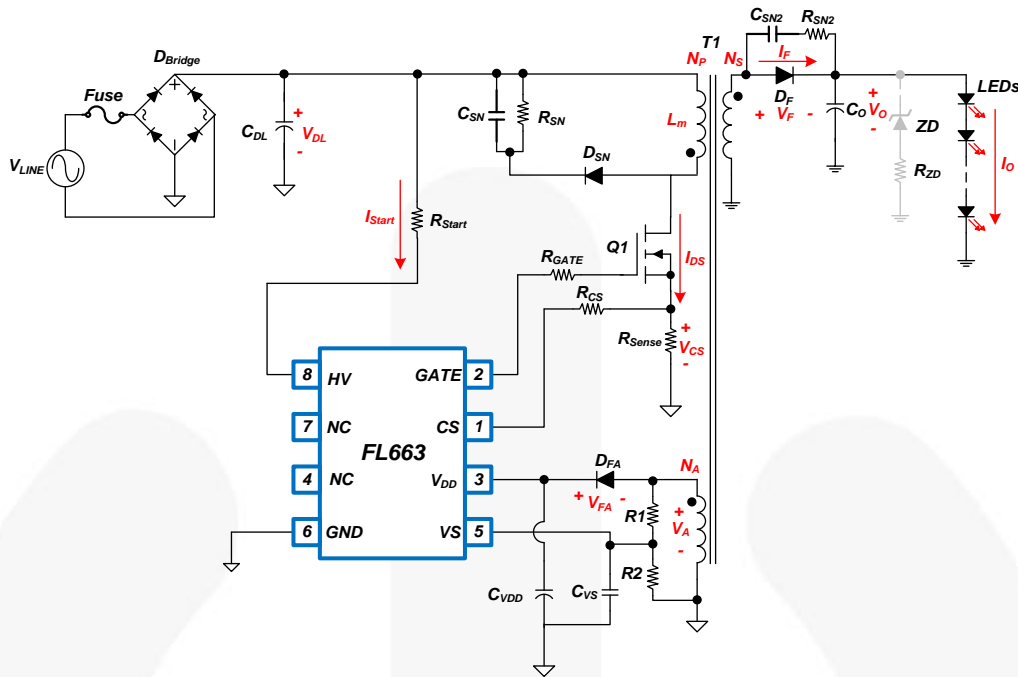 CSN2
RSN2
T1
DBridge
NP
NS
IF
Fuse
LEDs
DF
CSN
RSN
CDL
+
VDL
-
+ VF -
CO
+
VO
-
ZD
Lm
VLINE
DSN
RZD
IO
IStart
RStart
Q1
IDS
RGATE
RCS
RSense
+
VCS
-
8
HV
GATE
2
7
NC
CS
1
FL663
DFA
NA
4
NC
VDD
3
+ VFA -
R1
+
VA
-
6
GND
VS
5
R2
CVDD
CVS